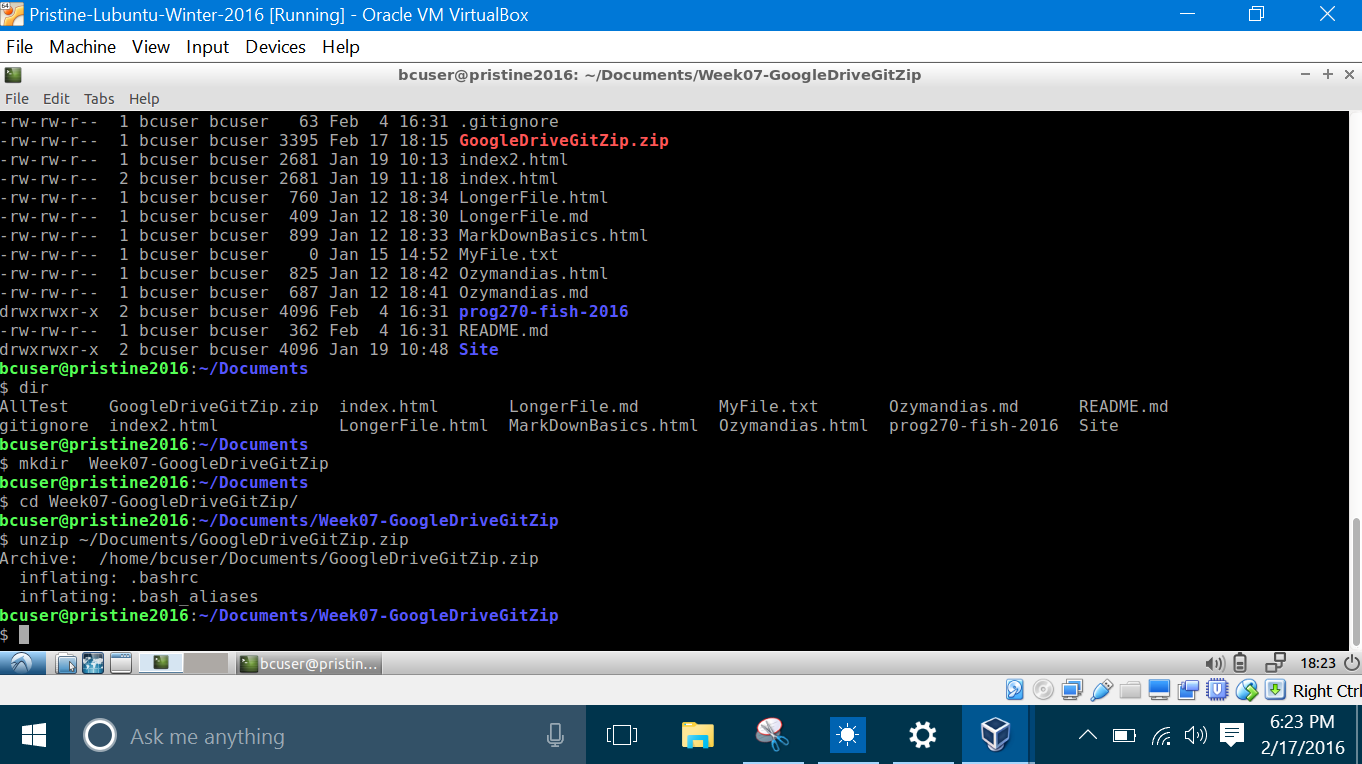 Pristine-Lubuntu-Winter-2016 [Running] - Oracle VM VirtualBox
File Machine View Input Devices Help
bcuser@pristine2016: ~/Documents/Week07-GoogleDriveGitZip
File Edit Tabs Help
-rw-rw-r--  1 bcuser bcuser   63 Feb  4 16:31 .gitignore
-rw-rw-r--  1 bcuser bcuser 3395 Feb 17 18:15 GoogleDriveGitZip.zip
-rw-rw-r--  1 bcuser bcuser 2681 Jan 19 10:13 index2.html
-rw-rw-r--  2 bcuser bcuser 2681 Jan 19 11:18 index.html
-rw-rw-r--  1 bcuser bcuser  760 Jan 12 18:34 LongerFile.html
-rw-rw-r--  1 bcuser bcuser  409 Jan 12 18:30 LongerFile.md
-rw-rw-r--  1 bcuser bcuser  899 Jan 12 18:33 MarkDownBasics.html
-rw-rw-r--  1 bcuser bcuser    0 Jan 15 14:52 MyFile.txt
-rw-rw-r--  1 bcuser bcuser  825 Jan 12 18:42 Ozymandias.html
-rw-rw-r--  1 bcuser bcuser  687 Jan 12 18:41 Ozymandias.md
drwxrwxr-x  2 bcuser bcuser 4096 Feb  4 16:31 prog270-fish-2016
-rw-rw-r--  1 bcuser bcuser  362 Feb  4 16:31 README.md
drwxrwxr-x  2 bcuser bcuser 4096 Jan 19 10:48 Site
bcuser@pristine2016:~/Documents
$ dir
AllTest    GoogleDriveGitZip.zip  index.html       LongerFile.md        MyFile.txt       Ozymandias.md      README.md
gitignore  index2.html            LongerFile.html  MarkDownBasics.html  Ozymandias.html  prog270-fish-2016  Site
bcuser@pristine2016:~/Documents
$ mkdir  Week07-GoogleDriveGitZip
bcuser@pristine2016:~/Documents
$ cd Week07-GoogleDriveGitZip/
bcuser@pristine2016:~/Documents/Week07-GoogleDriveGitZip
$ unzip ~/Documents/GoogleDriveGitZip.zip
Archive:  /home/bcuser/Documents/GoogleDriveGitZip.zip
  inflating: .bashrc
  inflating: .bash_aliases
bcuser@pristine2016:~/Documents/Week07-GoogleDriveGitZip
$
bcuser@pristin... 18:23
Right Ctrl
Ask me anything
6:23 PM
2/17/2016